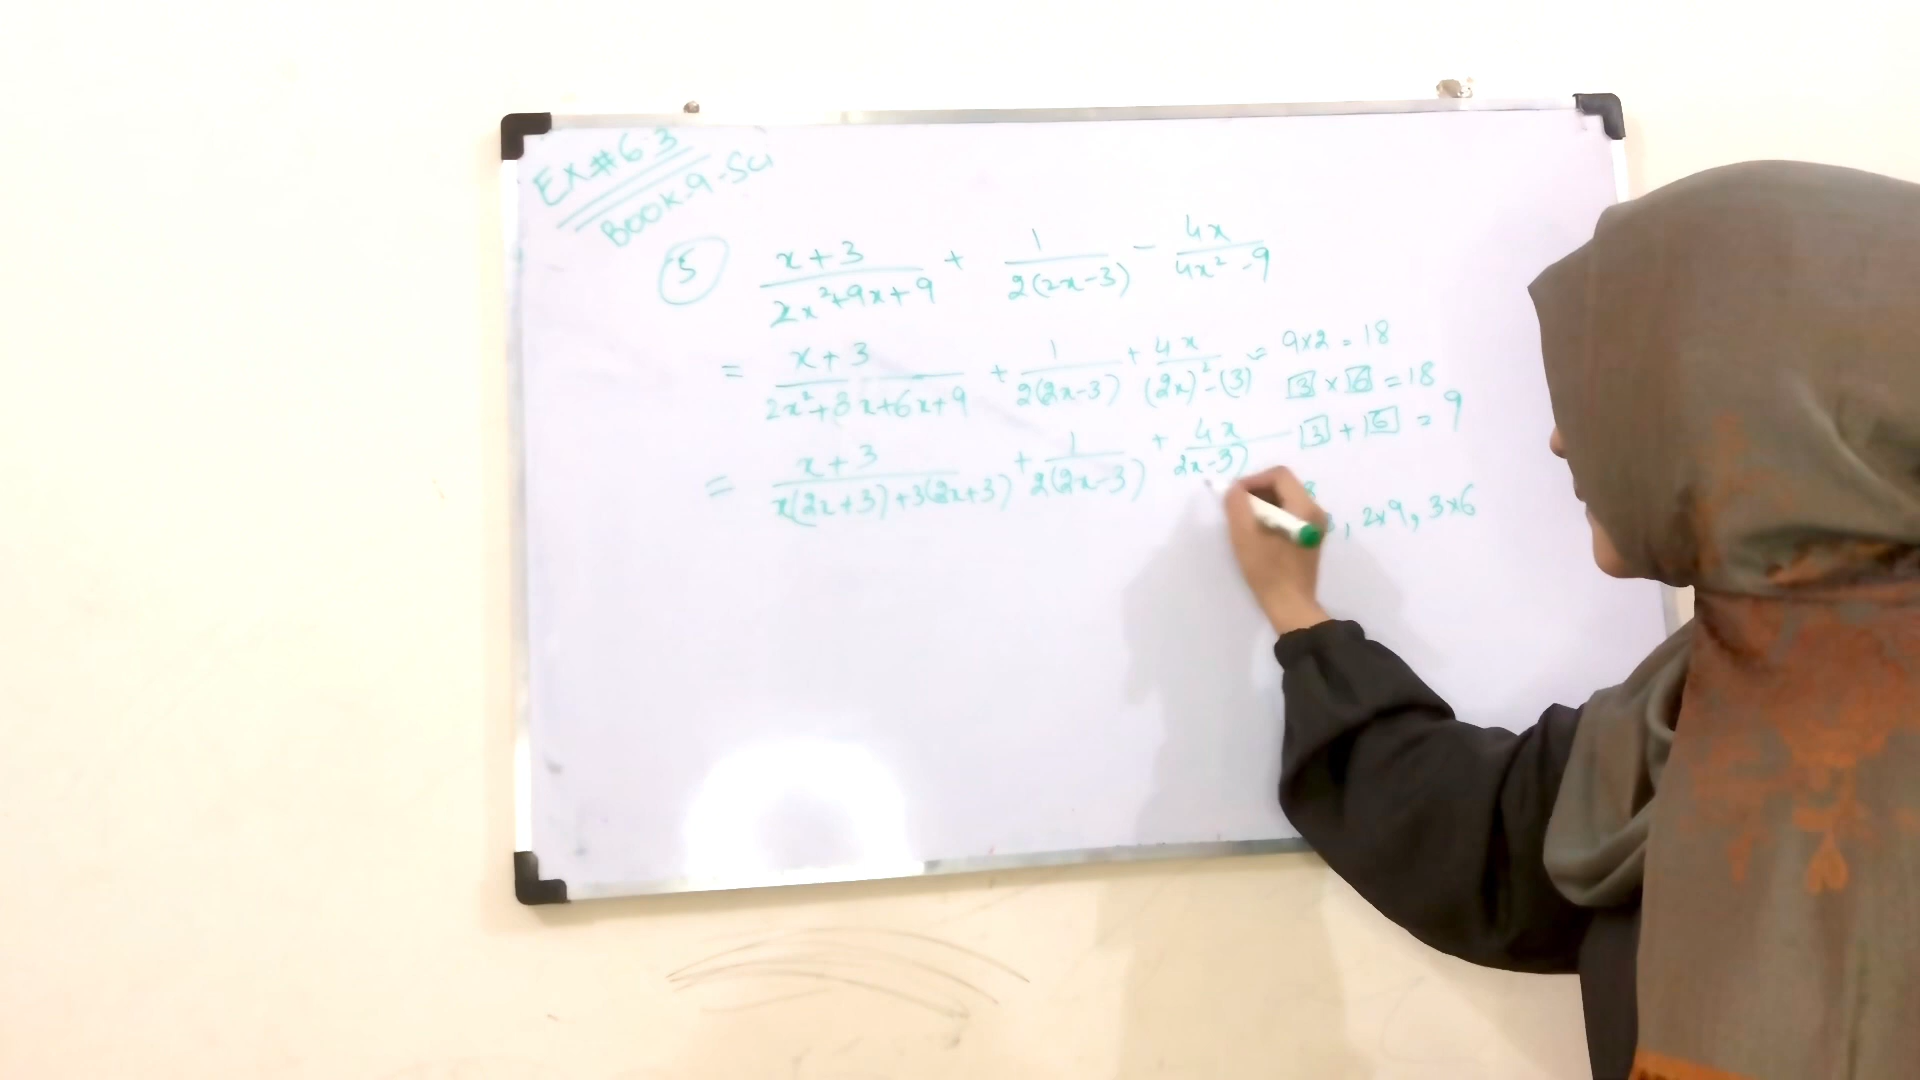 EX#6.3
BOOK-9-Sci
(5) x+3/2x²+9x+9 + 1/2(2x-3) - 4x/4x²-9
= x+3/2x²+3x+6x+9 + 1/2(2x-3) + 4x/(2x)²-(3) = 9x2=18
[3]x[6]=18
= x+3/x(2x+3)+3(2x+3) + 1/2(2x-3) + 4x/2x-3) [3]+[6]=9
, 2x9, 3x6